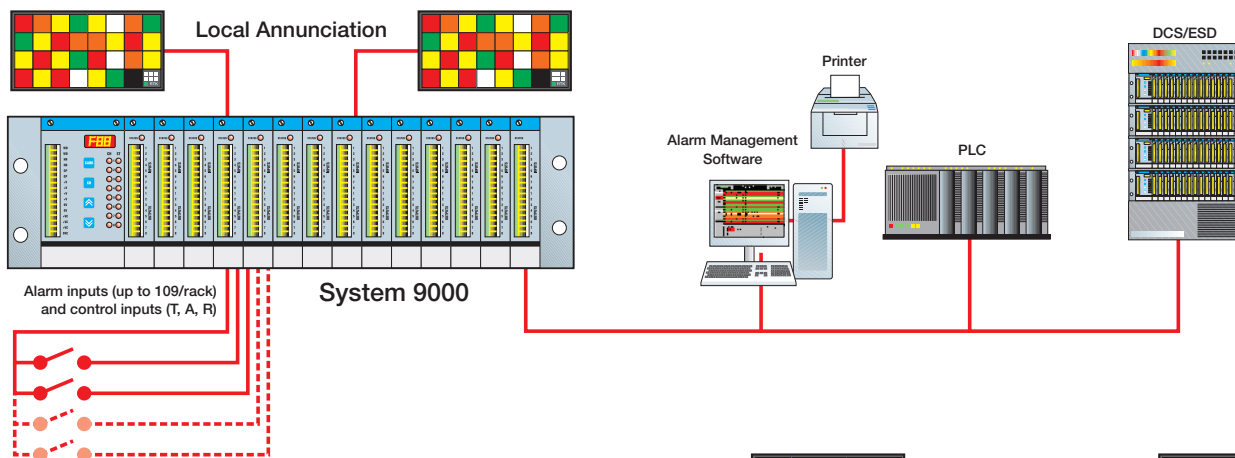 Local Annunciation
DCS/ESD
Printer
Alarm Management
Software
PLC
Alarm inputs (up to 109/rack)
and control inputs (T, A, R)
System 9000